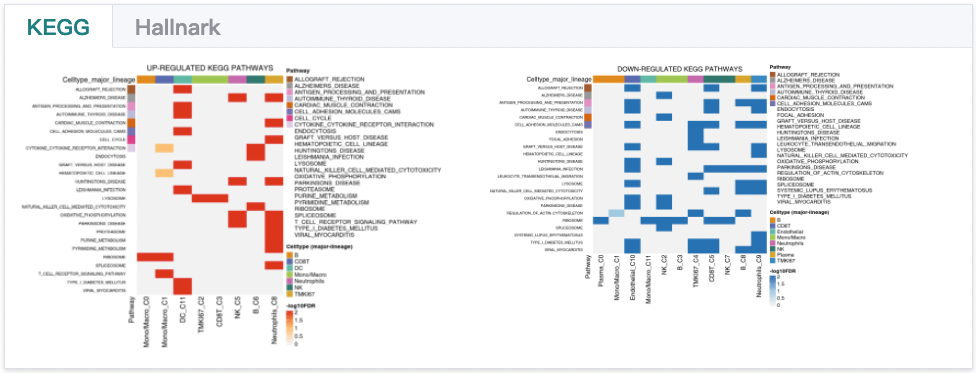 KEGG
Hallnark
UP-REGULATED KEGG PATHWAYS
Celltype_major_lineage
ALLOGRAFT_REJECTION
ALZHEIMERS_DISEASE
ANTIGEN_PROCESSING_AND_PRESENTATION
AUTOIMMUNE_THYROID_DISEASE
CARDIAC_MUSCLE_CONTRACTION
CELL_ADHESION_MOLECULES_CAMS
CELL_CYCLE
CYTOKINE_CYTOKINE_RECEPTOR_INTERACTION
ENDOCYTOSIS
GRAFT_VERSUS_HOST_DISEASE
HEMATOPOIETIC_CELL_LINEAGE
HUNTINGTONS_DISEASE
LEISHMANIA_INFECTION
LYSOSOME
NATURAL_KILLER_CELL_MEDIATED_CYTOTOXICITY
OXIDATIVE_PHOSPHORYLATION
PARKINSONS_DISEASE
PROTEASOME
PURINE_METABOLISM
PYRIMIDINE_METABOLISM
RIBOSOME
SPLICEOSOME
T_CELL_RECEPTOR_SIGNALING_PATHWAY
TYPE_I_DIABETES_MELLITUS
VIRAL_MYOCARDITIS
Pathway
Mono/Macro_C0
Mono/Macro_C1
DC_C11
TMKI67_C2
CD8T_C3
NK_C5
B_C6
Neutrophils_C8
Pathway
ALLOGRAFT_REJECTION
ALZHEIMERS_DISEASE
ANTIGEN_PROCESSING_AND_PRESENTATION
AUTOIMMUNE_THYROID_DISEASE
CARDIAC_MUSCLE_CONTRACTION
CELL_ADHESION_MOLECULES_CAMS
CELL_CYCLE
CYTOKINE_CYTOKINE_RECEPTOR_INTERACTION
ENDOCYTOSIS
GRAFT_VERSUS_HOST_DISEASE
HEMATOPOIETIC_CELL_LINEAGE
HUNTINGTONS_DISEASE
LEISHMANIA_INFECTION
LYSOSOME
NATURAL_KILLER_CELL_MEDIATED_CYTOTOXICITY
OXIDATIVE_PHOSPHORYLATION
PARKINSONS_DISEASE
PROTEASOME
PURINE_METABOLISM
PYRIMIDINE_METABOLISM
RIBOSOME
SPLICEOSOME
T_CELL_RECEPTOR_SIGNALING_PATHWAY
TYPE_I_DIABETES_MELLITUS
VIRAL_MYOCARDITIS
Celltype (major-lineage)
B
CD8T
DC
Mono/Macro
Neutrophils
NK
TMKI67
-log10FDR
2
1.5
1
0.5
0
DOWN-REGULATED KEGG PATHWAYS
Celltype_major_lineage
ALLOGRAFT_REJECTION
ALZHEIMERS_DISEASE
ANTIGEN_PROCESSING_AND_PRESENTATION
AUTOIMMUNE_THYROID_DISEASE
CARDIAC_MUSCLE_CONTRACTION
CELL_ADHESION_MOLECULES_CAMS
ENDOCYTOSIS
FOCAL_ADHESION
GRAFT_VERSUS_HOST_DISEASE
HEMATOPOIETIC_CELL_LINEAGE
HUNTINGTONS_DISEASE
LEISHMANIA_INFECTION
LEUKOCYTE_TRANSENDOTHELIAL_MIGRATION
LYSOSOME
NATURAL_KILLER_CELL_MEDIATED_CYTOTOXICITY
OXIDATIVE_PHOSPHORYLATION
PARKINSONS_DISEASE
REGULATION_OF_ACTIN_CYTOSKELETON
RIBOSOME
SPLICEOSOME
SYSTEMIC_LUPUS_ERYTHEMATOSUS
TYPE_I_DIABETES_MELLITUS
VIRAL_MYOCARDITIS
Pathway
Plasma_C0
Mono/Macro_C1
Endothelial_C10
Mono/Macro_C11
NK_C2
B_C3
TMKI67_C4
CD8T_C5
NK_C7
B_C8
Neutrophils_C9
Pathway
ALLOGRAFT_REJECTION
ALZHEIMERS_DISEASE
ANTIGEN_PROCESSING_AND_PRESENTATION
AUTOIMMUNE_THYROID_DISEASE
CARDIAC_MUSCLE_CONTRACTION
CELL_ADHESION_MOLECULES_CAMS
ENDOCYTOSIS
FOCAL_ADHESION
GRAFT_VERSUS_HOST_DISEASE
HEMATOPOIETIC_CELL_LINEAGE
HUNTINGTONS_DISEASE
LEISHMANIA_INFECTION
LEUKOCYTE_TRANSENDOTHELIAL_MIGRATION
LYSOSOME
NATURAL_KILLER_CELL_MEDIATED_CYTOTOXICITY
OXIDATIVE_PHOSPHORYLATION
PARKINSONS_DISEASE
REGULATION_OF_ACTIN_CYTOSKELETON
RIBOSOME
SPLICEOSOME
SYSTEMIC_LUPUS_ERYTHEMATOSUS
TYPE_I_DIABETES_MELLITUS
VIRAL_MYOCARDITIS
Celltype (major-lineage)
B
CD8T
Endothelial
Mono/Macro
Neutrophils
NK
Plasma
TMKI67
-log10FDR
2
1.5
1
0.5
0